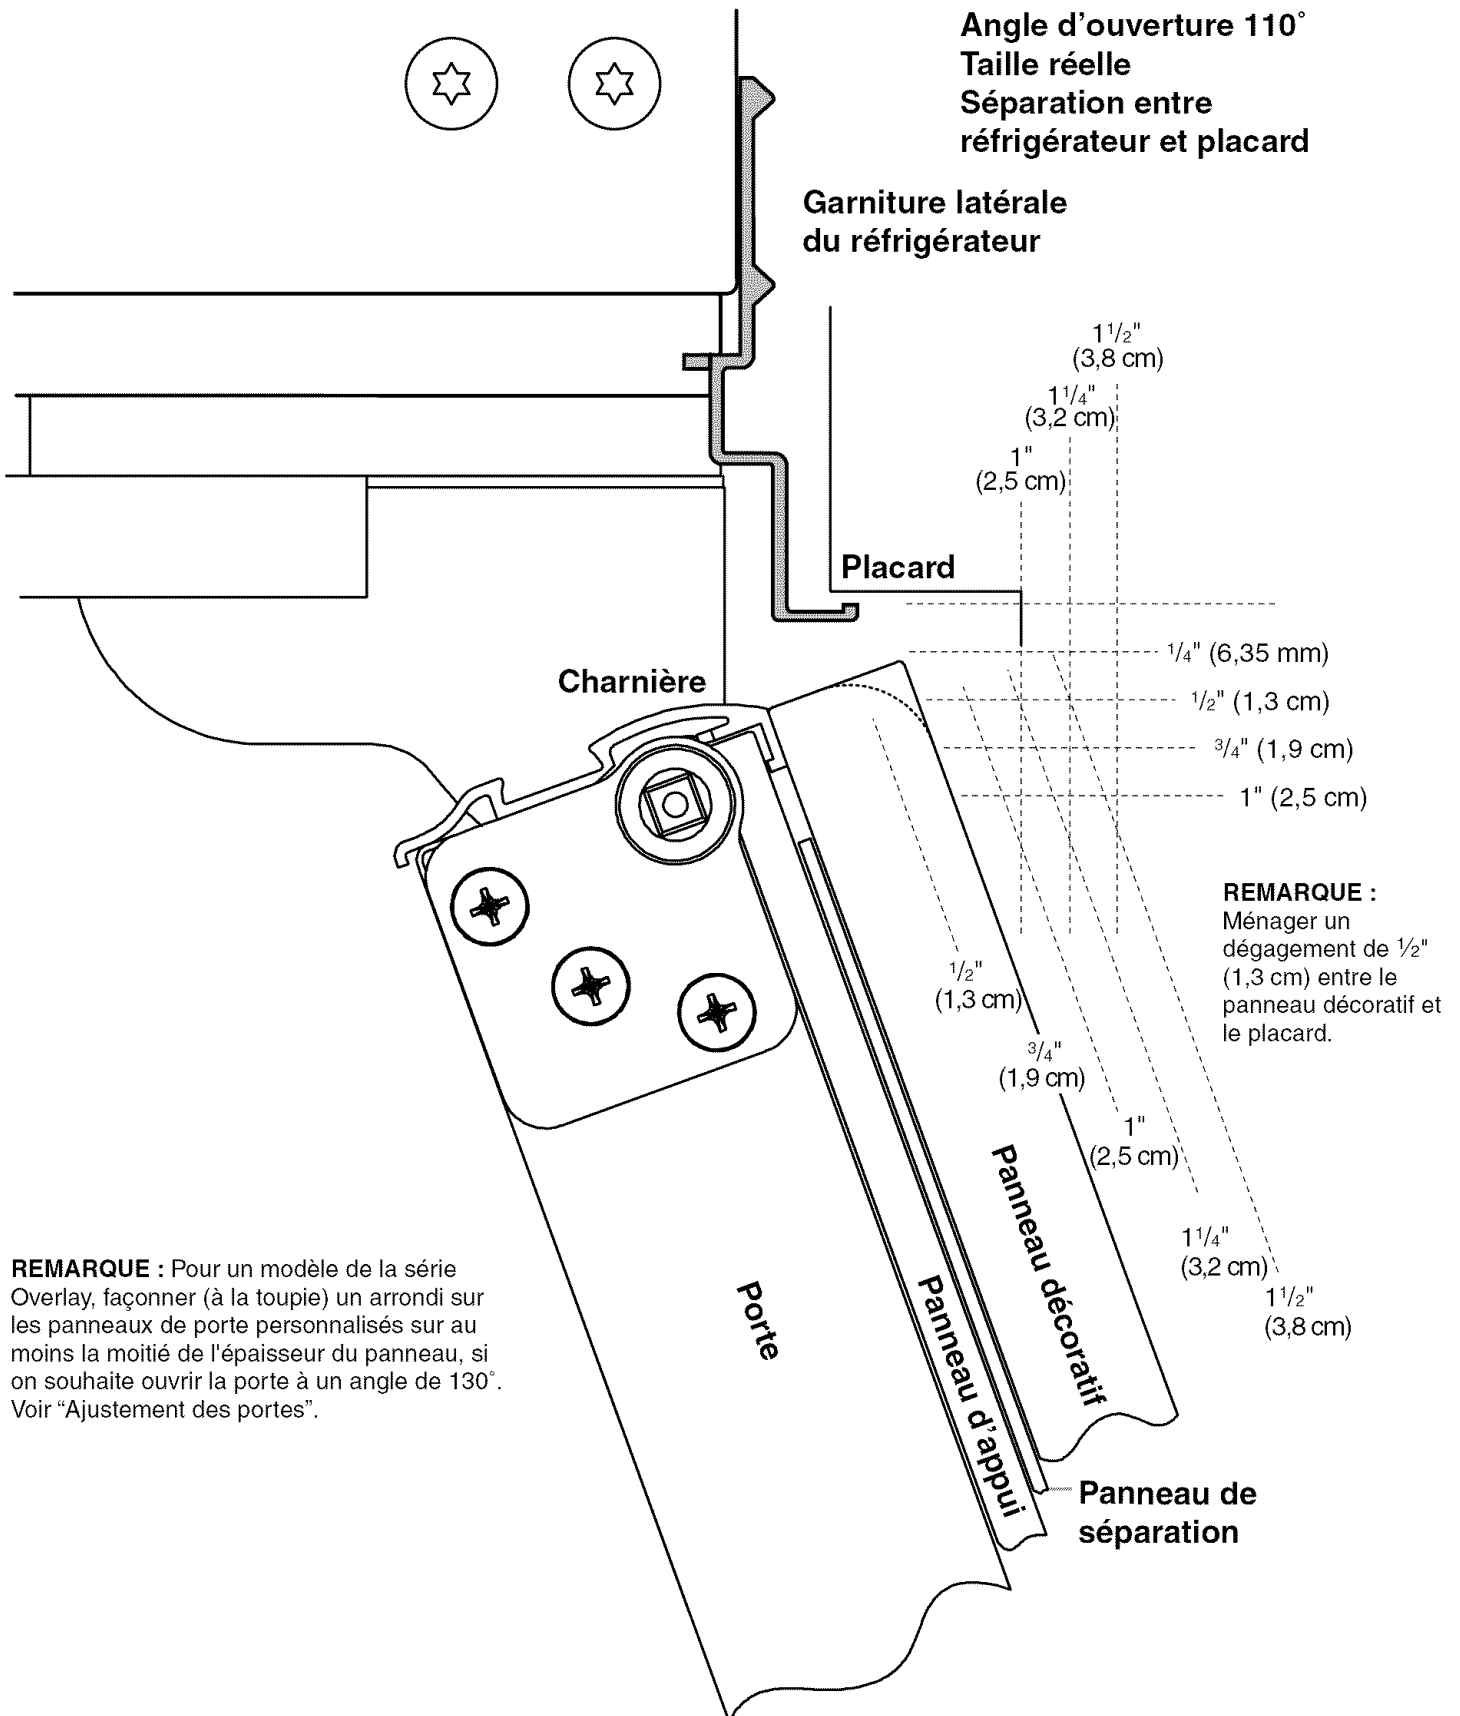 Angle d’ouverture 110˚
Taille réelle
Séparation entre
réfrigérateur et placard
Garniture latérale
du réfrigérateur
1 1/2"
(3,8 cm)
1 1/4"
(3,2 cm)
1"
(2,5 cm)
Placard
1/4" (6,35 mm)
Charnière
1/2" (1,3 cm)
3/4" (1,9 cm)
1" (2,5 cm)
REMARQUE :
Ménager un
dégagement de ½"
(1,3 cm) entre le
panneau décoratif et
le placard.
1/2"
(1,3 cm)
3/4"
(1,9 cm)
1"
(2,5 cm)
1 1/4"
(3,2 cm)
1 1/2"
(3,8 cm)
REMARQUE : Pour un modèle de la série
Overlay, façonner (à la toupie) un arrondi sur
les panneaux de porte personnalisés sur au
moins la moitié de l'épaisseur du panneau, si
on souhaite ouvrir la porte à un angle de 130˚.
Voir “Ajustement des portes”.
Porte
Panneau d’appui
Panneau décoratif
Panneau de
séparation